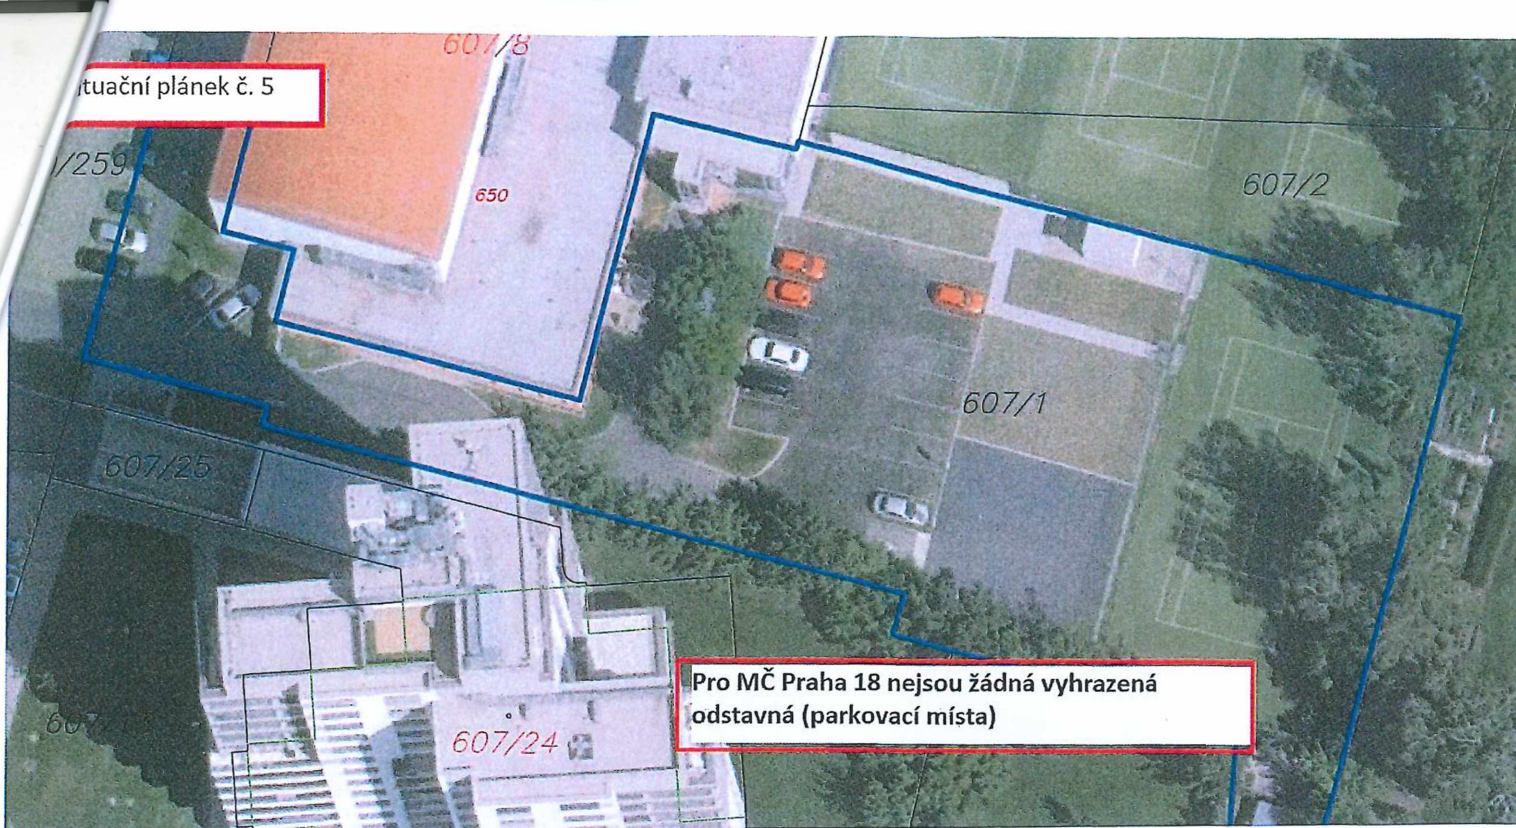 607/8
tuační plánek č. 5
/259
650
607/2
607/1
607/25
Pro MČ Praha 18 nejsou žádná vyhrazená
odstavná (parkovací místa)
607/24